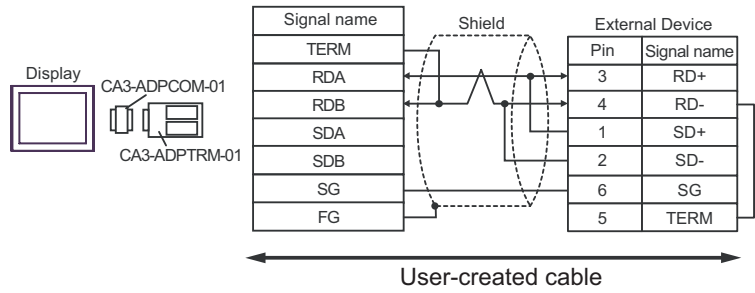 Display
CA3-ADPCOM-01
CA3-ADPTRM-01
Signal name
TERM
RDA
RDB
SDA
SDB
SG
FG
Shield
External Device
Pin Signal name
3 RD+
4 RD-
1 SD+
2 SD-
6 SG
5 TERM
User-created cable